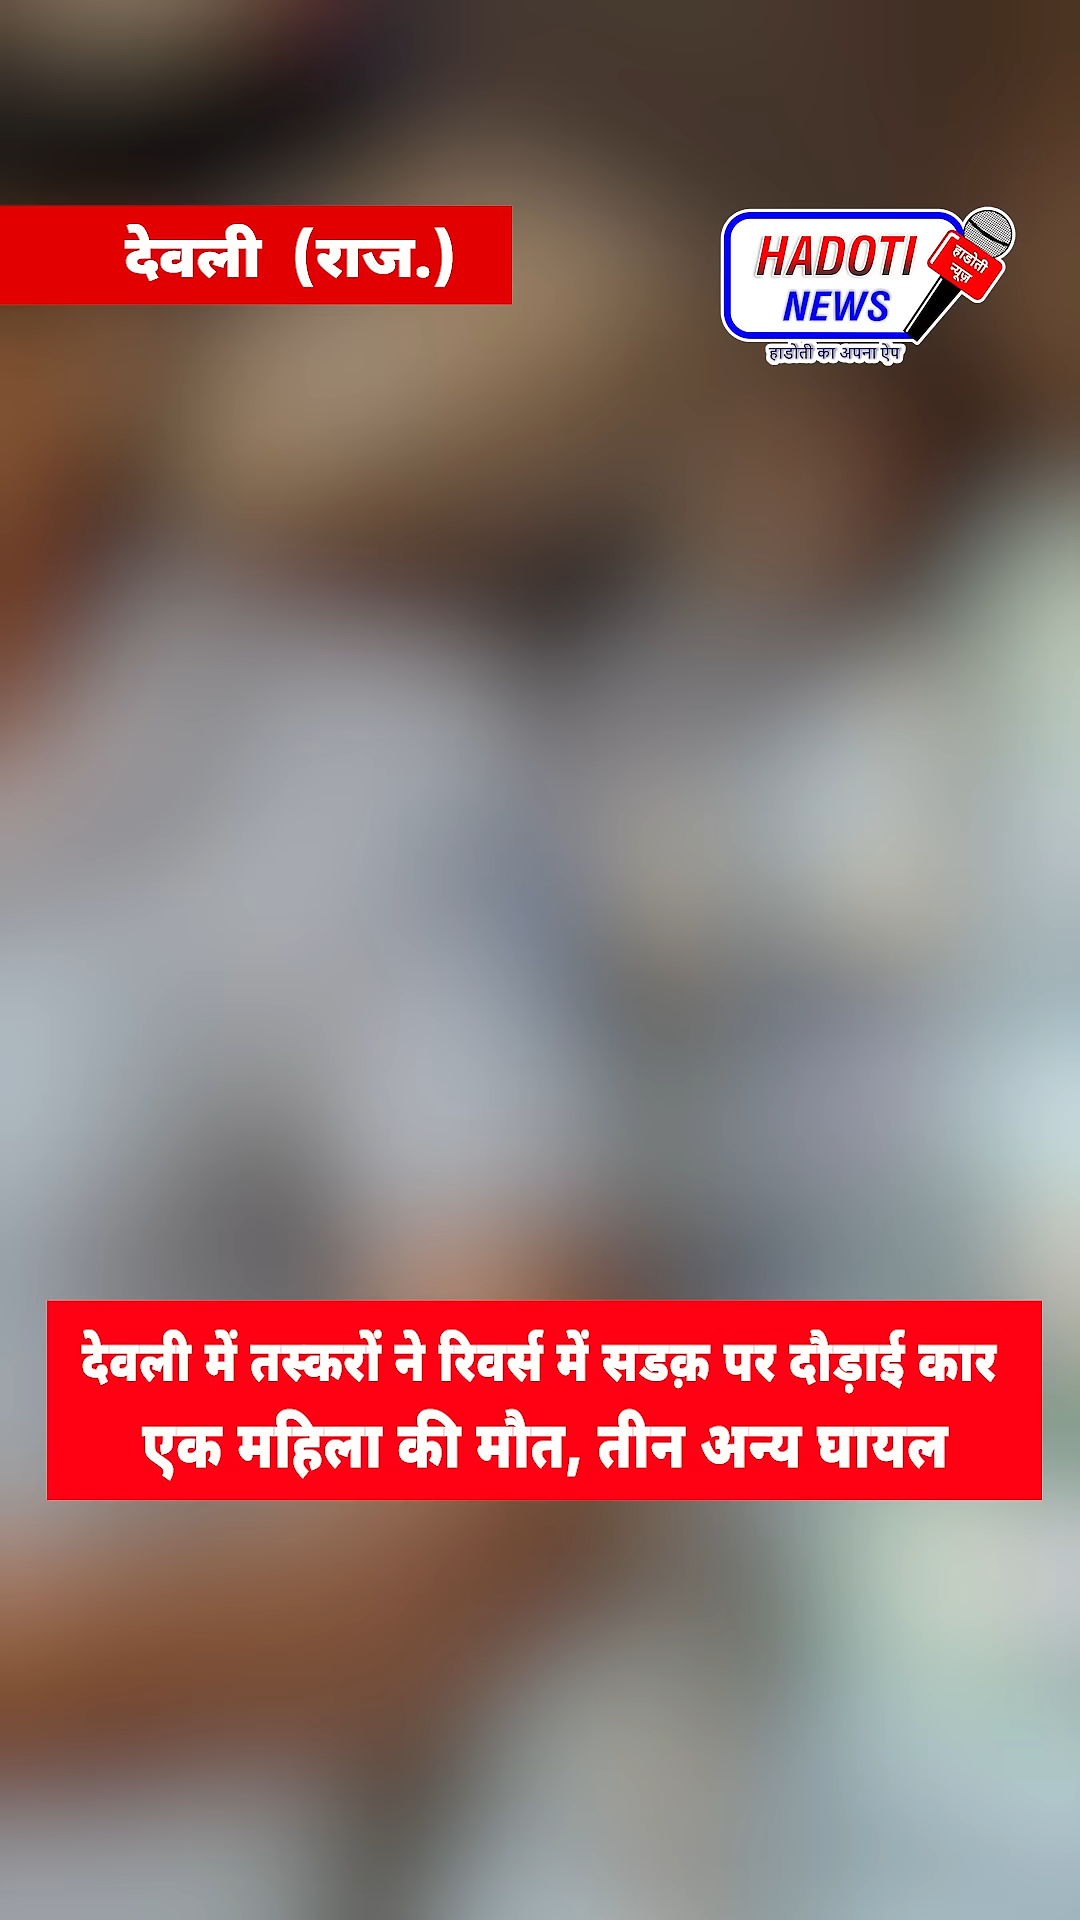 देवली (राज.)
HADOTI
NEWS
हाडोती
न्यूज़
हाडोती का अपना ऐप
देवली में तस्करों ने रिवर्स में सडक़ पर दौड़ाई कार
एक महिला की मौत, तीन अन्य घायल